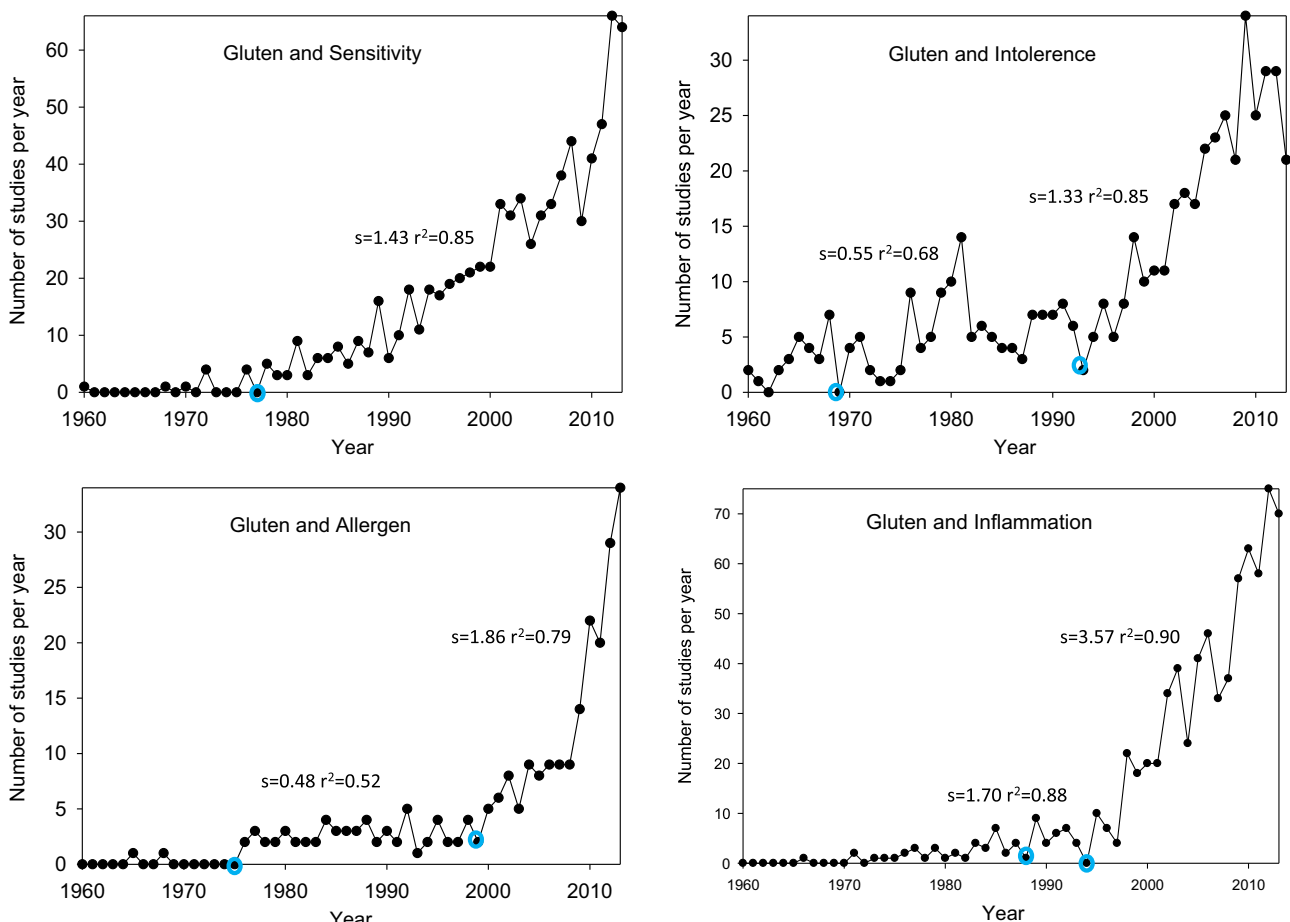 Gluten and Sensitivity
Number of studies per year
60
50
40
30
20
10
0
s=1.43 r²=0.85
1960 1970 1980 1990 2000 2010
Year
Gluten and Intolerence
Number of studies per year
30
25
20
15
10
5
0
s=1.33 r²=0.85
s=0.55 r²=0.68
1960 1970 1980 1990 2000 2010
Year
Gluten and Allergen
Number of studies per year
30
20
10
5
0
s=1.86 r²=0.79
s=0.48 r²=0.52
1960 1970 1980 1990 2000 2010
Year
Gluten and Inflammation
Number of studies per year
70
60
50
40
30
20
10
0
s=3.57 r²=0.90
s=1.70 r²=0.88
1960 1970 1980 1990 2000 2010
Year